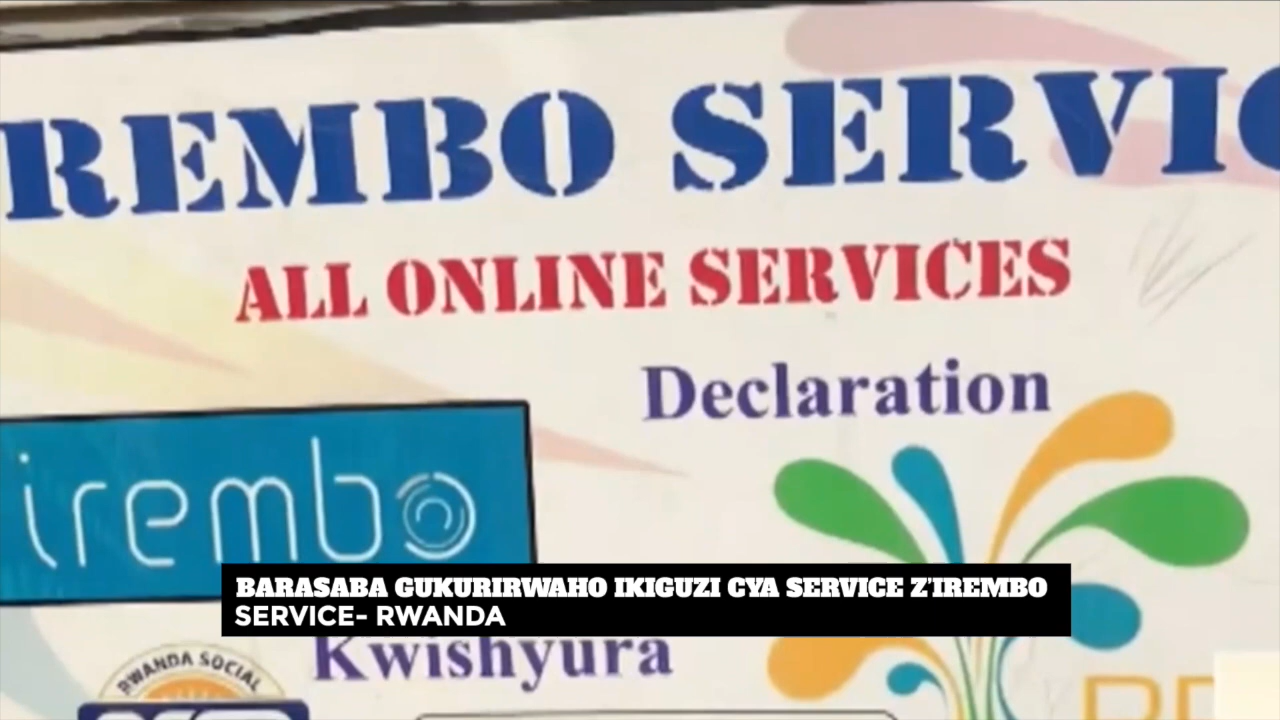 REMBO SERVIC
ALL ONLINE SERVICES
Declaration
irembo
BARASABA GUKURIRWAHO IKIGUZI CYA SERVICE Z'IREMBO
SERVICE- RWANDA
Kwishyura
RWANDA SOCIAL